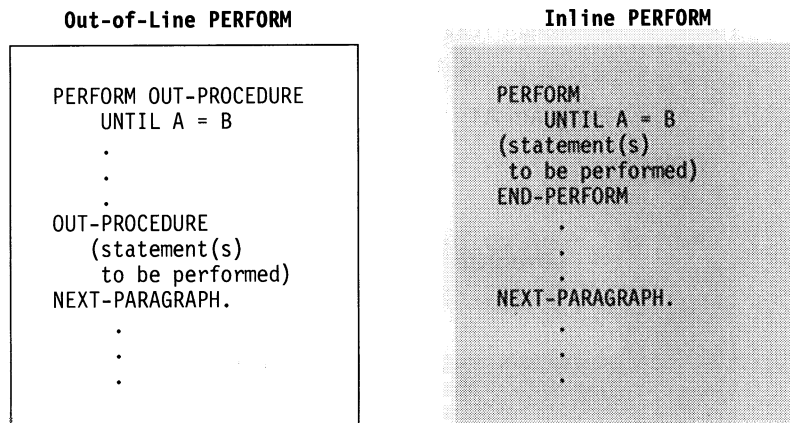 Out-of-Line PERFORM
PERFORM OUT-PROCEDURE
UNTIL A = B
.
.
.
OUT-PROCEDURE
(statement(s)
to be performed)
NEXT-PARAGRAPH.
.
.
.
Inline PERFORM
PERFORM
UNTIL A = B
(statement(s)
to be performed)
END-PERFORM
.
.
.
NEXT-PARAGRAPH.
.
.
.